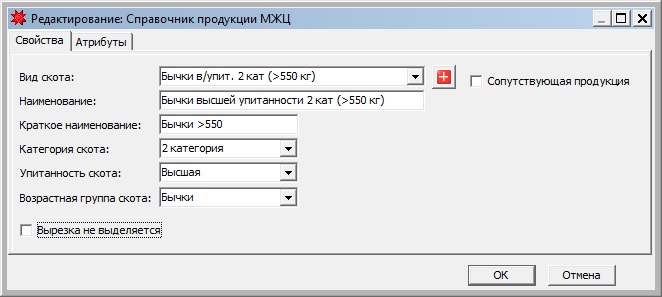 Редактирование: Справочник продукции МЖЦ
Свойства Атрибуты
Вид скота: Бычки в/упит. 2 кат (>550 кг) Сопутствующая продукция
Наименование: Бычки высшей упитанности 2 кат (>550 кг)
Краткое наименование: Бычки >550
Категория скота: 2 категория
Упитанность скота: Высшая
Возрастная группа скота: Бычки
Вырезка не выделяется
OK Отмена